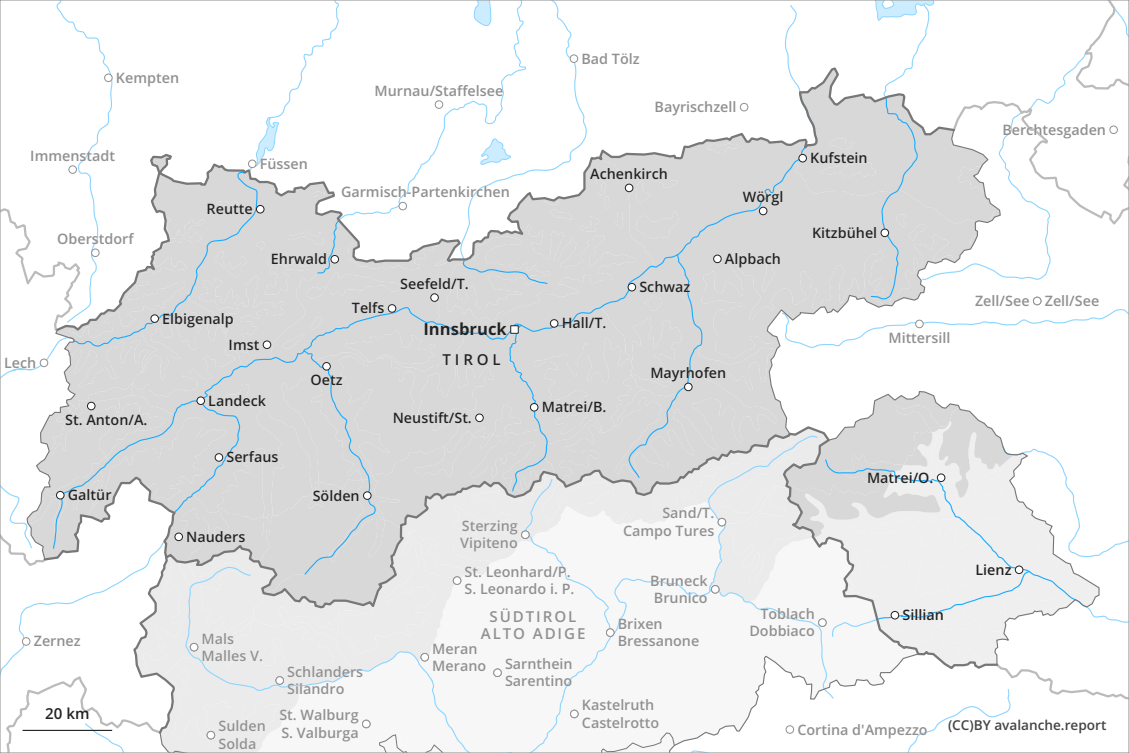 Kempten
Bad Tölz
Murnau/Staffelsee
Bayrischzell
Berchtesgaden
Immenstadt
Füssen
Kufstein
Achenkirch
Garmisch-Partenkirchen
Wörgl
Reutte
Kitzbühel
Oberstdorf
Ehrwald
Alpbach
Seefeld/T.
Schwaz
Zell/See
Zell/See
Telfs
Elbigenalp
Innsbruck
Hall/T.
Mittersill
Imst
TIROL
Lech
Oetz
Mayrhofen
Landeck
Matrei/B.
St. Anton/A.
Neustift/St.
Serfaus
Matrei/O.
Galtür
Sölden
Sand/T.
Campo Tures
Sterzing
Vipiteno
Nauders
Lienz
St. Leonhard/P.
S. Leonardo i. P.
Bruneck
Brunico
SÜDTIROL
ALTO ADIGE
Toblach
Dobbiaco
Sillian
Brixen
Bressanone
Zernez
Mals
Malles V.
Meran
Merano
Sarnthein
Sarentino
Schlanders
Silandro
Kastelruth
Castelrotto
St. Walburg
S. Valburga
Sulden
Solda
20 km
Cortina d'Ampezzo
(CC)BY avalanche.report